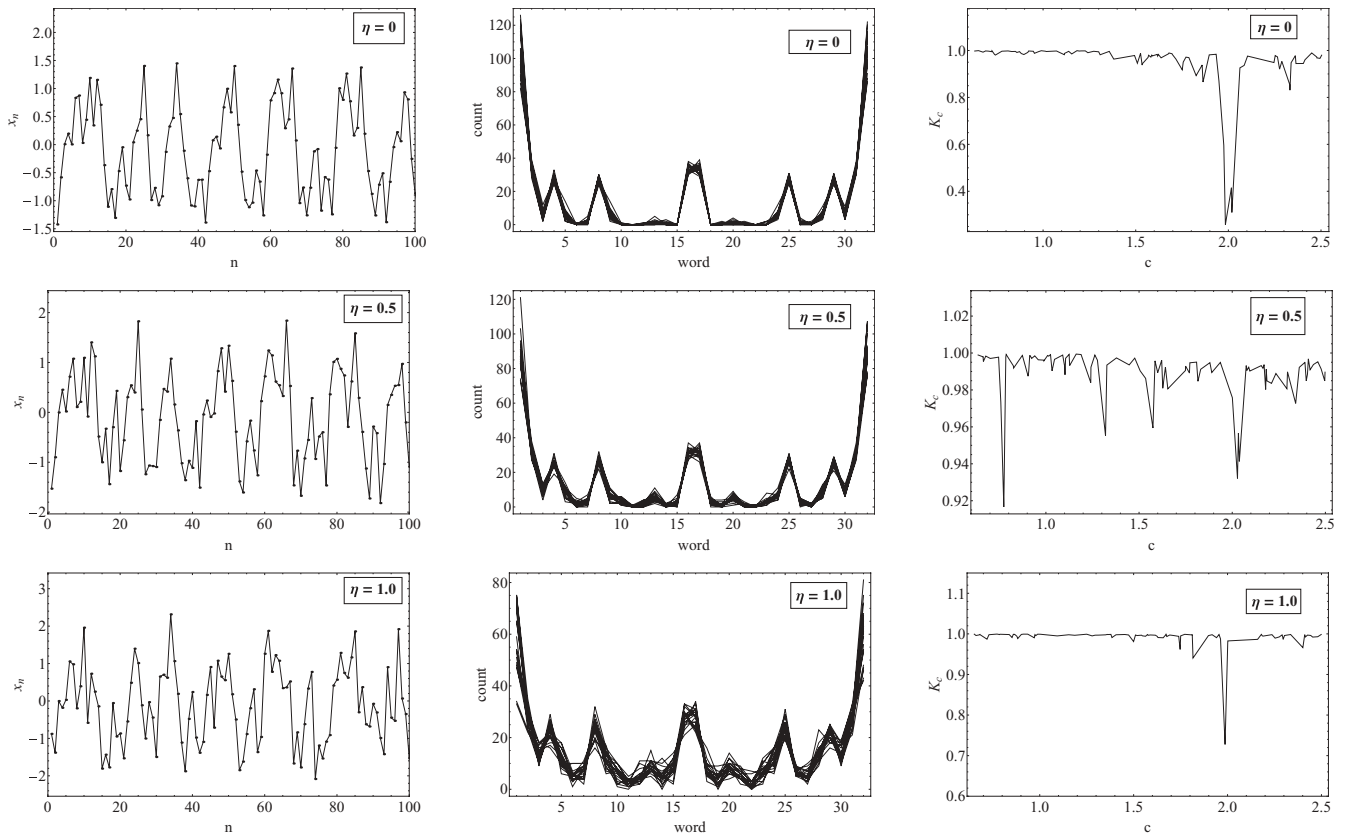 η = 0
2.0
1.5
1.0
0.5
0.0
−0.5
−1.0
−1.5
x_n
0 20 40 60 80 100
n
η = 0
120
100
80
60
40
20
0
count
5 10 15 20 25 30
word
η = 0
1.0
0.8
0.6
0.4
K_c
1.0 1.5 2.0 2.5
c
η = 0.5
2
1
0
−1
−2
x_n
0 20 40 60 80 100
n
η = 0.5
120
100
80
60
40
20
0
count
5 10 15 20 25 30
word
η = 0.5
1.02
1.00
0.98
0.96
0.94
0.92
K_c
1.0 1.5 2.0 2.5
c
η = 1.0
3
2
1
0
−1
−2
x_n
0 20 40 60 80 100
n
η = 1.0
80
60
40
20
0
count
5 10 15 20 25 30
word
η = 1.0
1.1
1.0
0.9
0.8
0.7
0.6
K_c
1.0 1.5 2.0 2.5
c